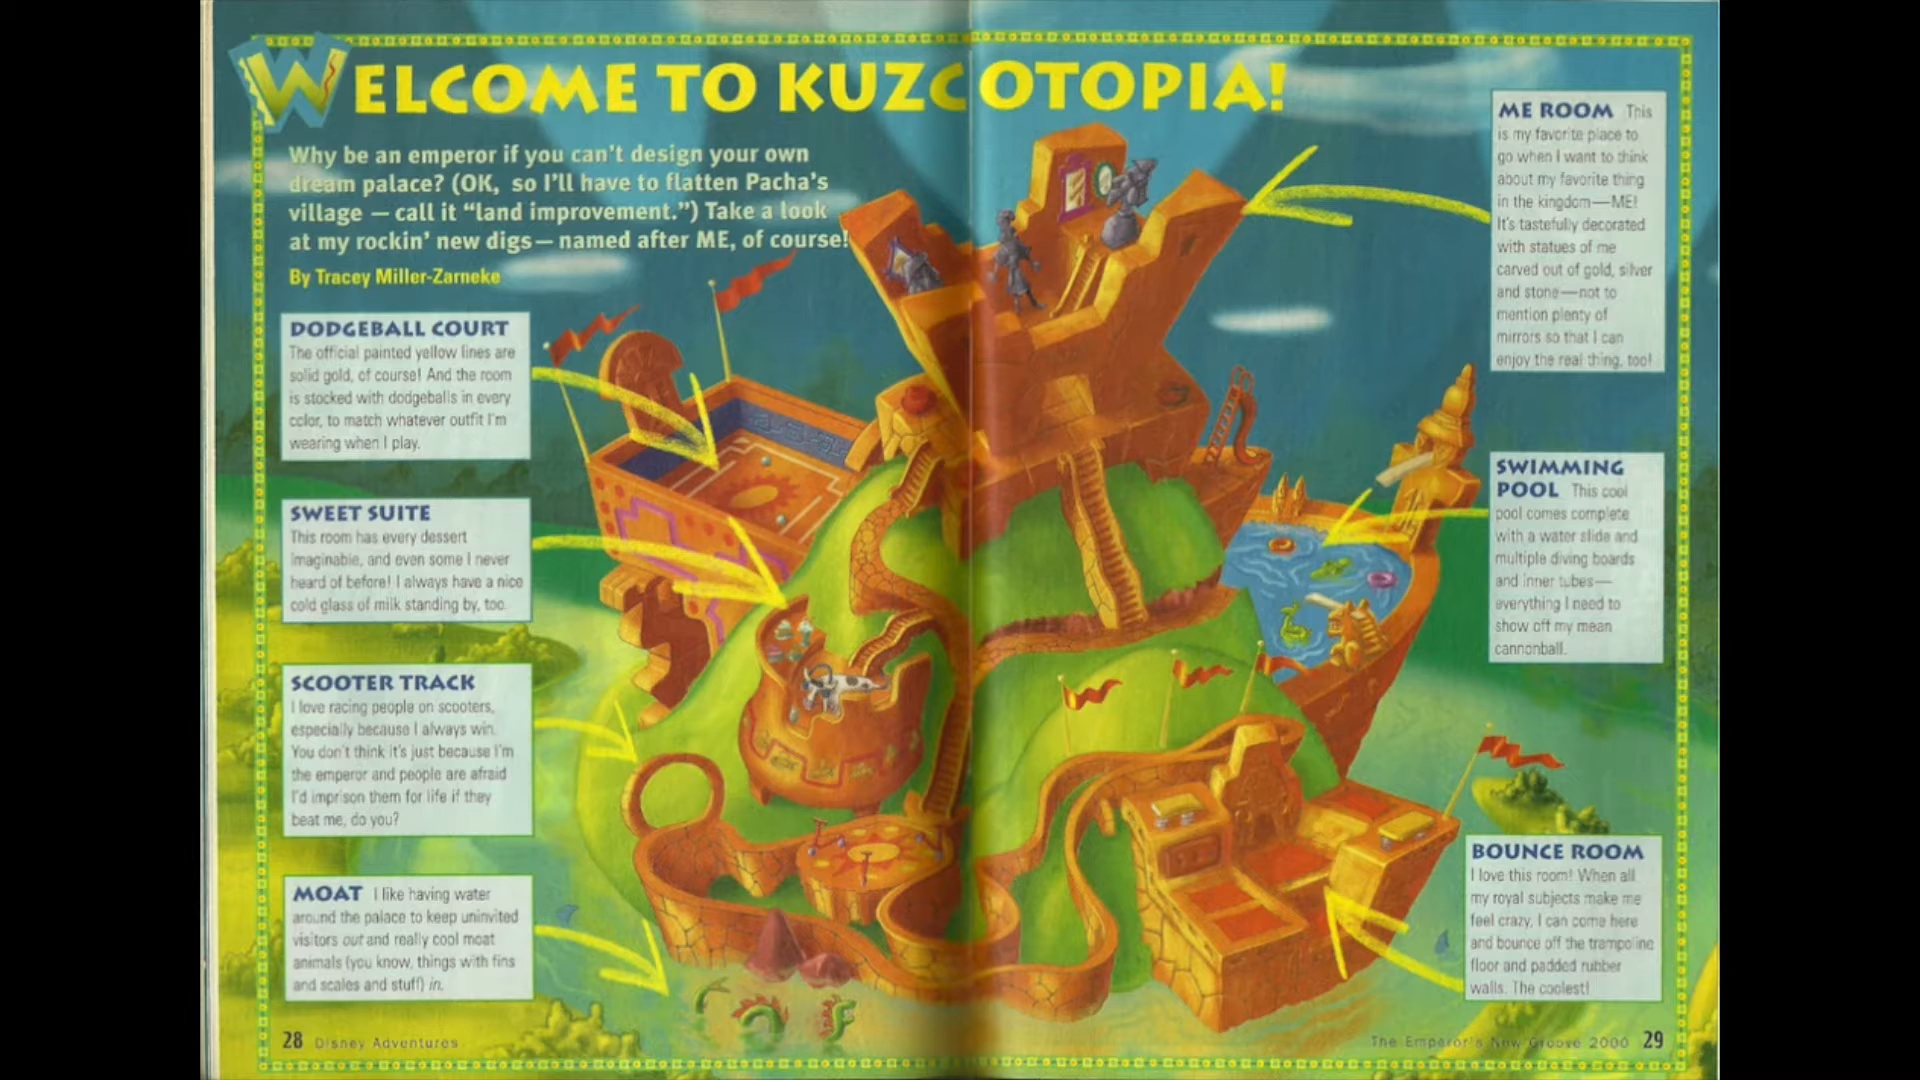 WELCOME TO KUZCOTOPIA!
Why be an emperor if you can't design your own
dream palace? (OK, so I'll have to flatten Pacha's
village — call it "land improvement.") Take a look
at my rockin' new digs — named after ME, of course!
By Tracey Miller-Zarneke
DODGEBALL COURT
The official painted yellow lines are
solid gold, of course! And the room
is stocked with dodgeballs in every
color, to match whatever outfit I'm
wearing when I play.
SWEET SUITE
This room has every dessert
imaginable, and even some I never
heard of before! I always have a nice
cold glass of milk standing by, too.
SCOOTER TRACK
I love racing people on scooters,
especially because I always win.
You don't think it's just because I'm
the emperor and people are afraid
I'd imprison them for life if they
beat me, do you?
MOAT I like having water
around the palace to keep uninvited
visitors out and really cool moat
animals (you know, things with fins
and scales and stuff) in.
ME ROOM This
is my favorite place to
go when I want to think
about my favorite thing
in the kingdom—ME!
It's tastefully decorated
with statues of me
carved out of gold, silver
and stone—not to
mention plenty of
mirrors so that I can
enjoy the real thing, too!
SWIMMING
POOL This cool
pool comes complete
with a water slide and
multiple diving boards
and inner tubes—
everything I need to
show off my mean
cannonball.
BOUNCE ROOM
I love this room! When all
my royal subjects make me
feel crazy, I can come here
and bounce off the trampoline
floor and padded rubber
walls. The coolest!
28 Disney Adventures
The Emperor's New Groove 2000 29